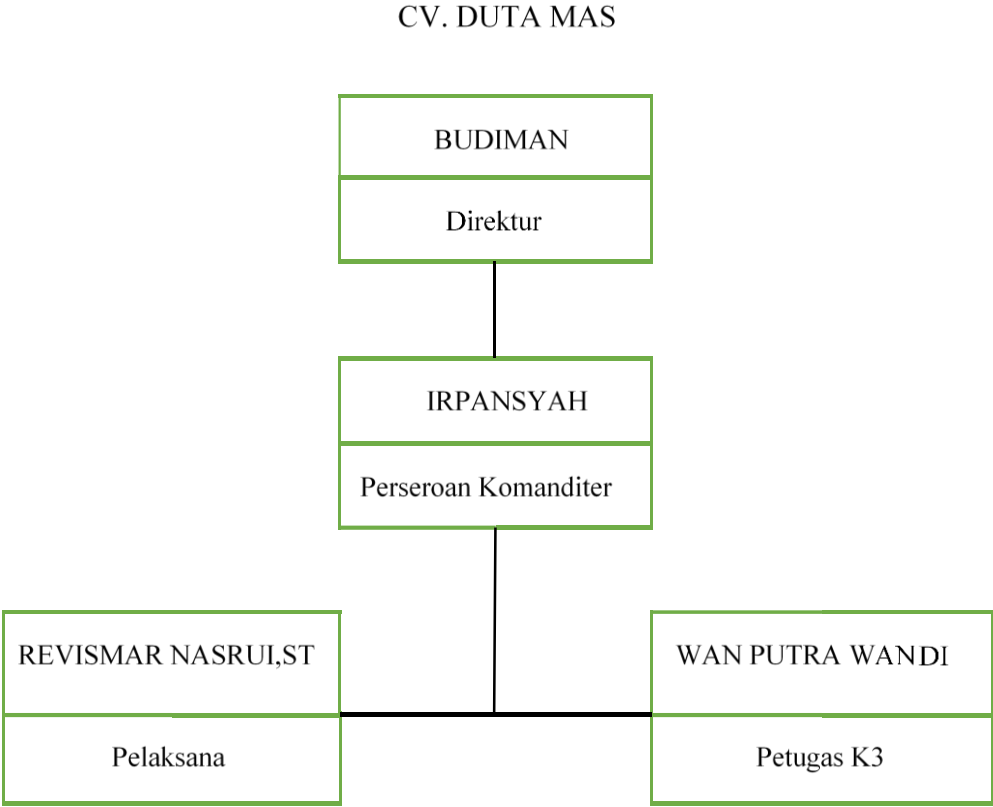 CV. DUTA MAS
BUDIMAN
Direktur
IRPANSYAH
Perseroan Komanditer
REVISMAR NASRUI,ST
Pelaksana
WAN PUTRA WANDI
Petugas K3